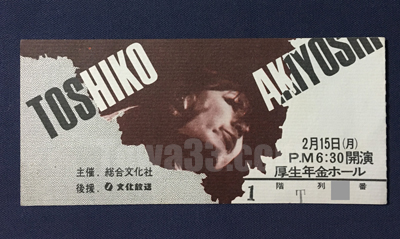 TOSHIKO AKIYOSHI
2月15日(月)
P.M6:30開演
厚生年金ホール
主催.総合文化社
後援.文化放送
1 階 列 番